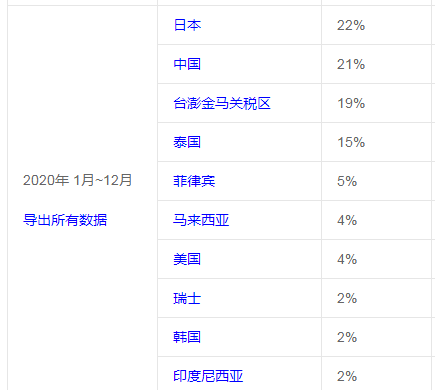 日本 22%
中国 21%
台澎金马关税区 19%
泰国 15%
2020年 1月~12月
菲律宾 5%
导出所有数据
马来西亚 4%
美国 4%
瑞士 2%
韩国 2%
印度尼西亚 2%